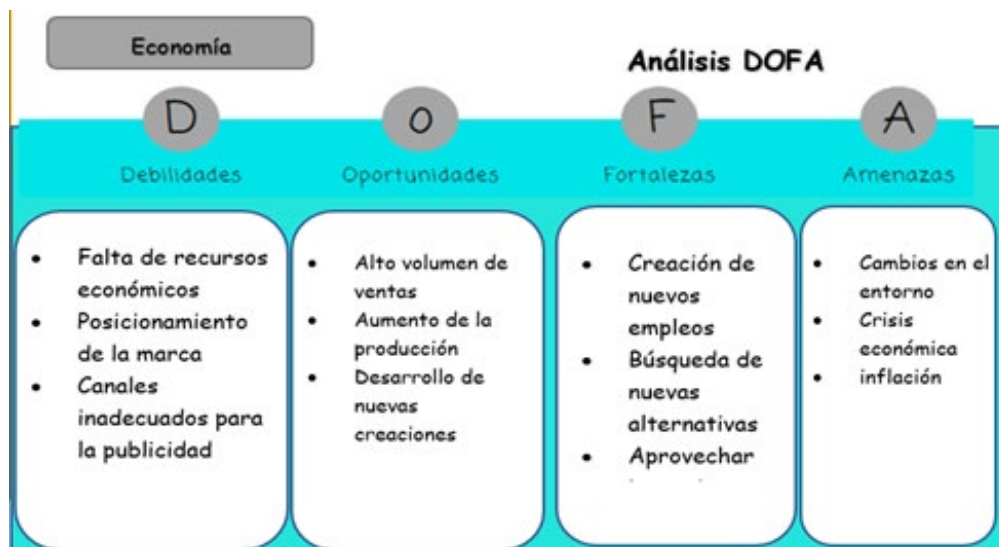 Economía
Análisis DOFA
D
O
F
A
Debilidades
Oportunidades
Fortalezas
Amenazas
• Falta de recursos
económicos
• Posicionamiento
de la marca
• Canales
inadecuados para
la publicidad
• Alto volumen de
ventas
• Aumento de la
producción
• Desarrollo de
nuevas
creaciones
• Creación de
nuevos
empleos
• Búsqueda de
nuevas
alternativas
• Aprovechar
• Cambios en el
entorno
• Crisis
económica
• inflación